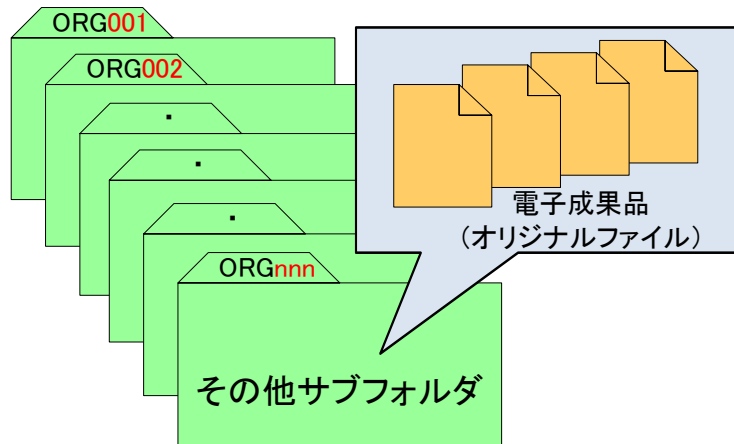 ORG001
ORG002
・
・
・
ORGnnn
その他サブフォルダ
電子成果品
（オリジナルファイル）